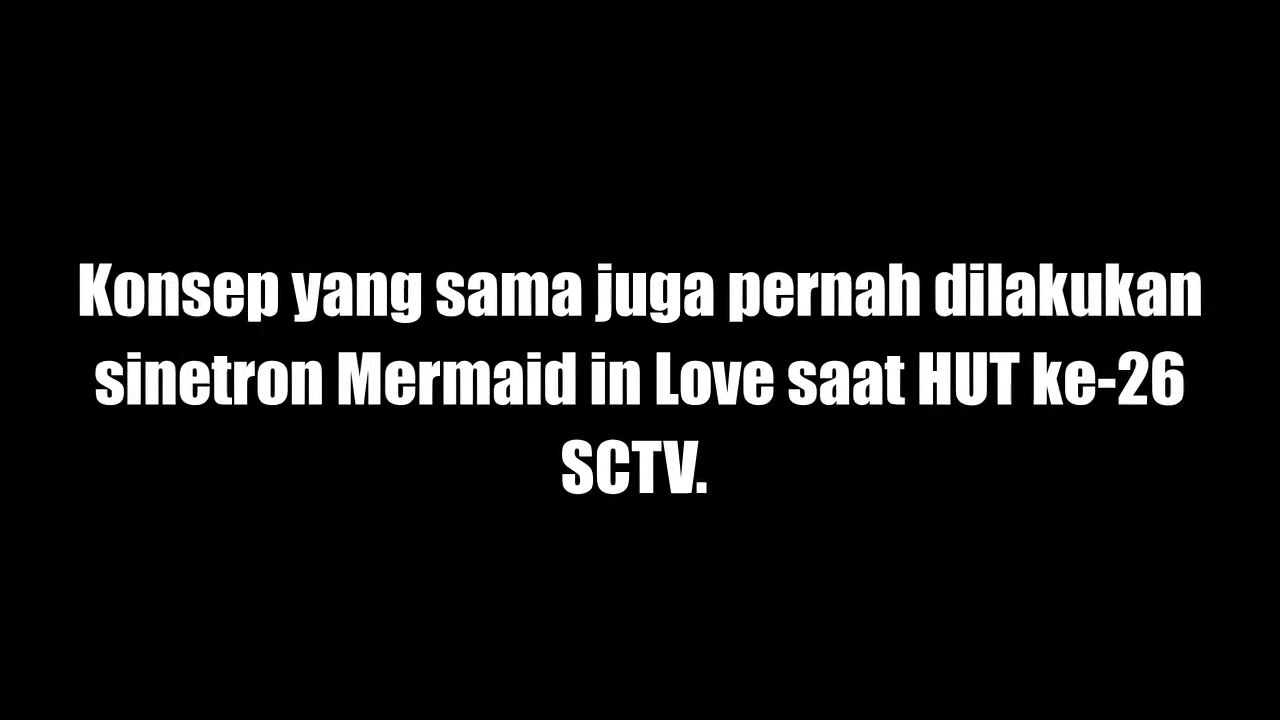 Konsep yang sama juga pernah dilakukan
sinetron Mermaid in Love saat HUT ke-26
SCTV.